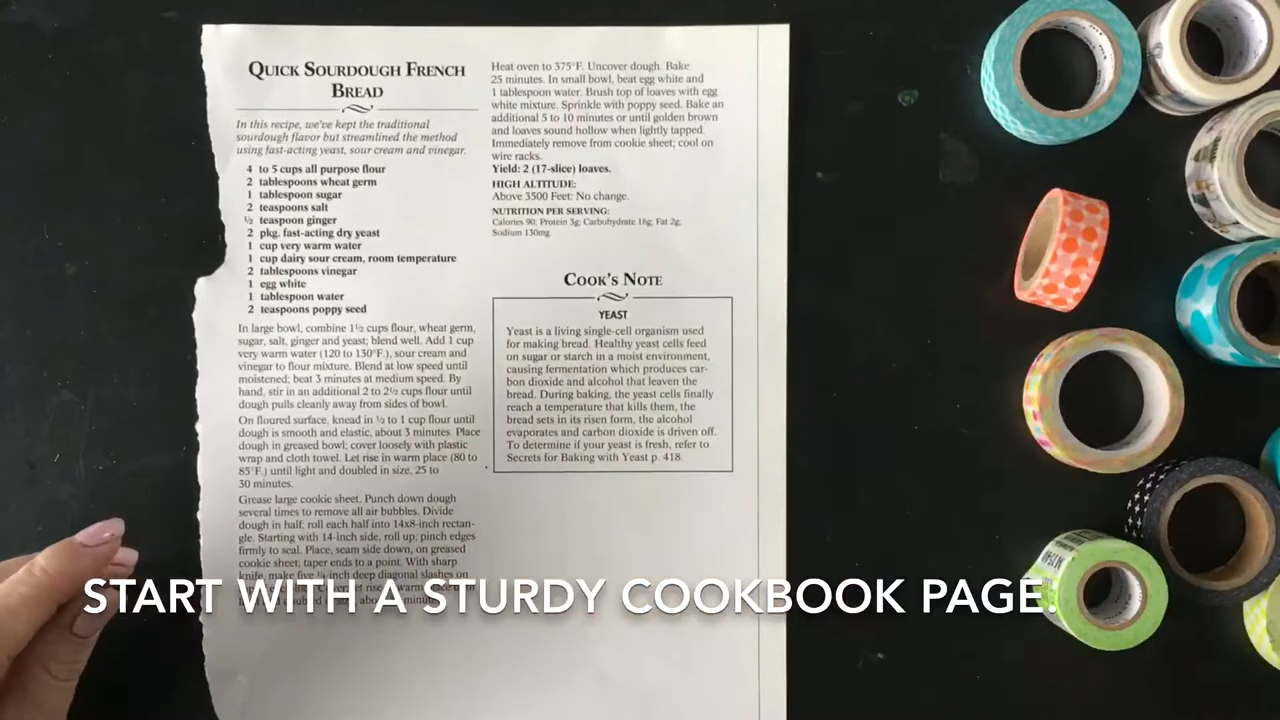 QUICK SOURDOUGH FRENCH
BREAD
In this recipe, we've kept the traditional
sourdough flavor but streamlined the method
using fast-acting yeast, sour cream and vinegar.
4 to 5 cups all purpose flour
2 tablespoons wheat germ
1 tablespoon sugar
2 teaspoons salt
½ teaspoon ginger
2 pkg. fast-acting dry yeast
1 cup very warm water
1 cup dairy sour cream, room temperature
2 tablespoons vinegar
1 egg white
1 tablespoon water
2 teaspoons poppy seed
In large bowl, combine 1½ cups flour, wheat germ,
sugar, salt, ginger and yeast; blend well. Add 1 cup
very warm water (120 to 130°F.), sour cream and
vinegar to flour mixture. Blend at low speed until
moistened; beat 3 minutes at medium speed. By
hand, stir in an additional 2 to 2½ cups flour until
dough pulls cleanly away from sides of bowl.
On floured surface, knead in ½ to 1 cup flour until
dough is smooth and elastic, about 3 minutes. Place
dough in greased bowl; cover loosely with plastic
wrap and cloth towel. Let rise in warm place (80 to
85°F.) until light and doubled in size, 25 to
30 minutes.
Grease large cookie sheet. Punch down dough
several times to remove all air bubbles. Divide
dough in half; roll each half into 14x8-inch rectan-
gle. Starting with 14-inch side, roll up; pinch edges
firmly to seal. Place, seam side down, on greased
cookie sheet; taper ends to a point. With sharp
knife, make five ¼-inch deep diagonal slashes on
Heat oven to 375°F. Uncover dough. Bake
25 minutes. In small bowl, beat egg white and
1 tablespoon water. Brush top of loaves with egg
white mixture. Sprinkle with poppy seed. Bake an
additional 5 to 10 minutes or until golden brown
and loaves sound hollow when lightly tapped.
Immediately remove from cookie sheet; cool on
wire racks.
Yield: 2 (17-slice) loaves.
HIGH ALTITUDE:
Above 3500 Feet: No change.
NUTRITION PER SERVING:
Calories 90; Protein 3g; Carbohydrate 16g; Fat 2g;
Sodium 130mg.
COOK'S NOTE
YEAST
Yeast is a living single-cell organism used
for making bread. Healthy yeast cells feed
on sugar or starch in a moist environment,
causing fermentation which produces car-
bon dioxide and alcohol that leaven the
bread. During baking, the yeast cells finally
reach a temperature that kills them, the
bread sets in its risen form, the alcohol
evaporates and carbon dioxide is driven off.
To determine if your yeast is fresh, refer to
Secrets for Baking with Yeast p. 418.
START WITH A STURDY COOKBOOK PAGE.